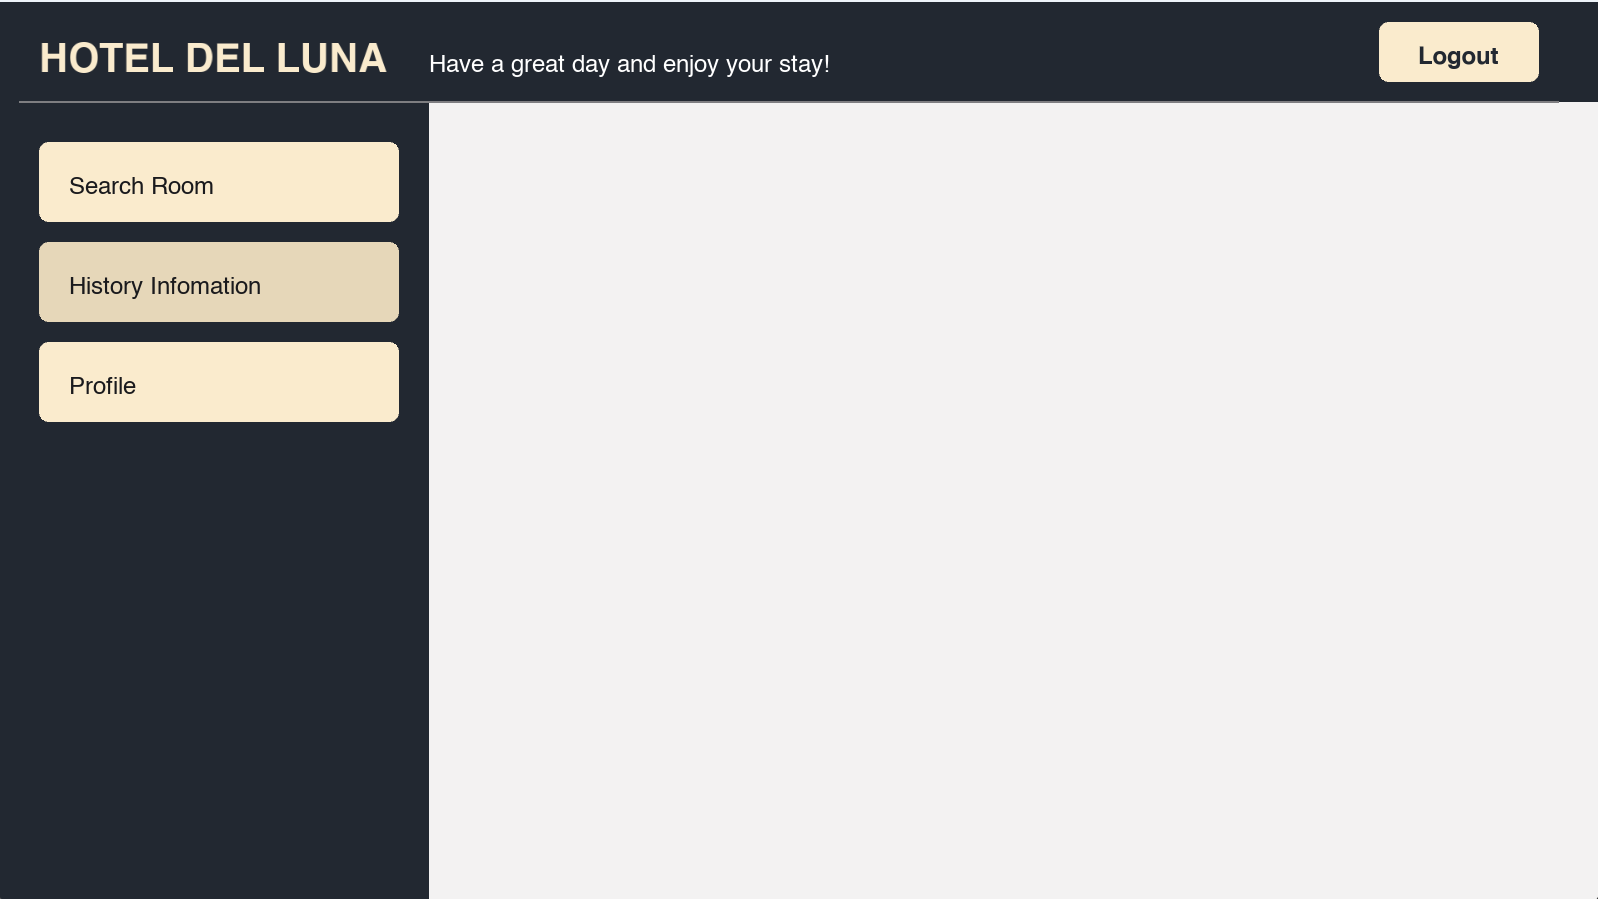 HOTEL DEL LUNA
Have a great day and enjoy your stay!
Logout
Search Room
History Infomation
Profile